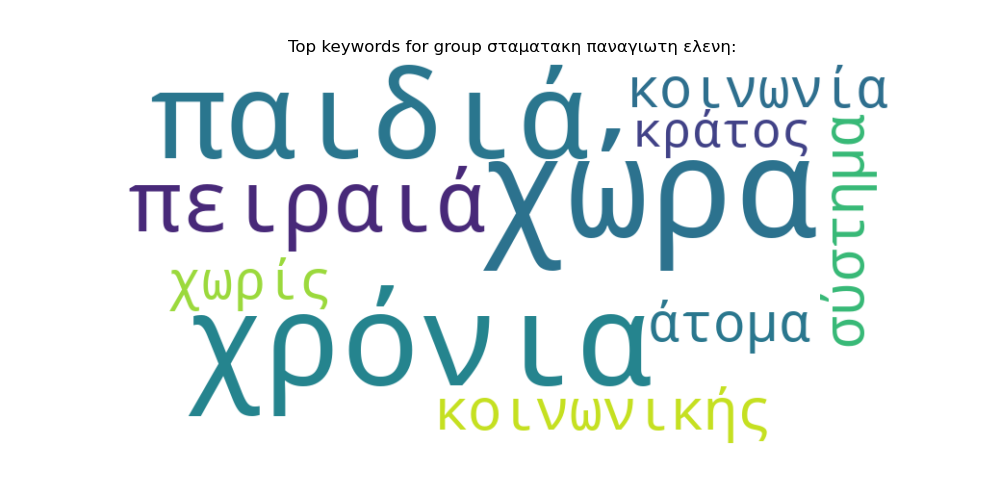 Top keywords for group σταματακη παναγιωτη ελενη:
παιδιά
κοινωνία
κράτος
σύστημα
πειραιά
χώρα
χωρίς
χρόνια
άτομα
κοινωνικής